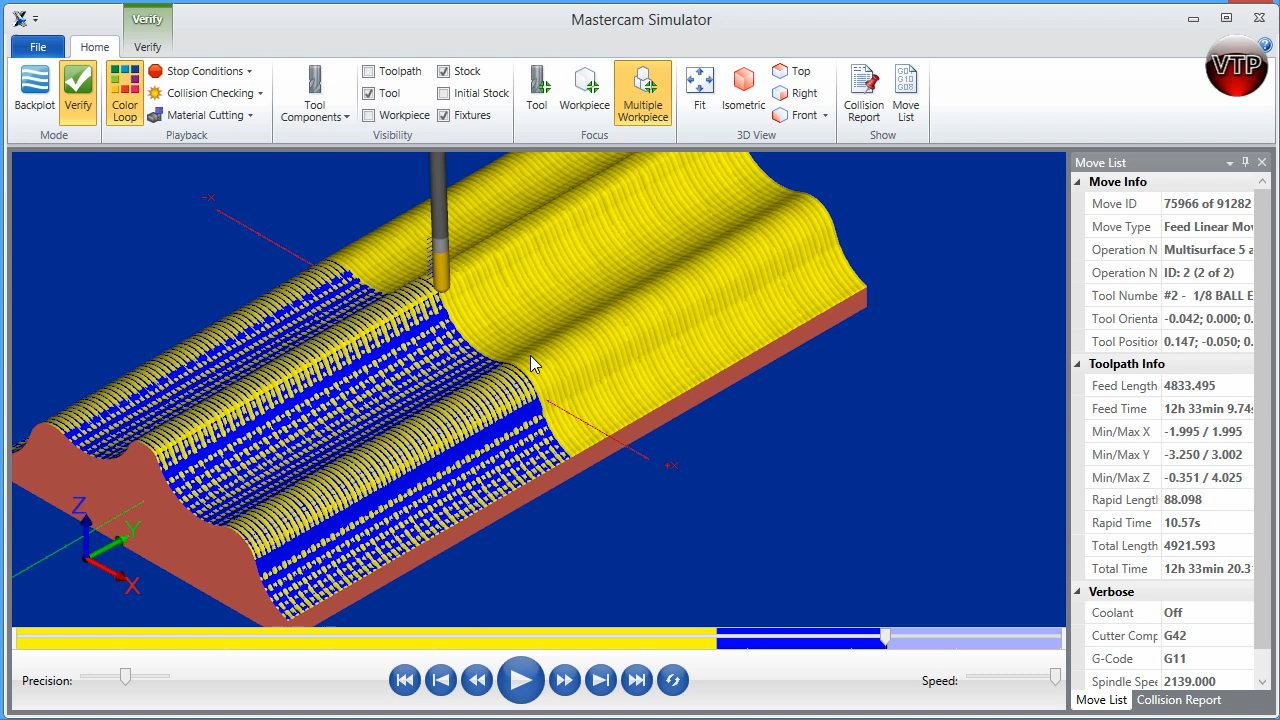 Verify
Mastercam Simulator
File
Home
Verify
VTP
Backplot
Verify
Mode
Color Loop
Stop Conditions
Collision Checking
Material Cutting
Playback
Tool Components
Toolpath
Tool
Workpiece
Stock
Initial Stock
Fixtures
Visibility
Tool
Workpiece
Multiple Workpiece
Focus
Fit
Isometric
Top
Right
Front
3D View
Collision Report
G01
G10
G08
Move List
Show
-X
+X
Z
Y
X
Move List
Move Info
Move ID 75966 of 91282
Move Type Feed Linear Mov
Operation N Multisurface 5 a
Operation N ID: 2 (2 of 2)
Tool Numbe #2 - 1/8 BALL E
Tool Orienta -0.042; 0.000; 0.
Tool Position 0.147; -0.050; 0.
Toolpath Info
Feed Length 4833.495
Feed Time 12h 33min 9.74s
Min/Max X -1.995 / 1.995
Min/Max Y -3.250 / 3.002
Min/Max Z -0.351 / 4.025
Rapid Lengtl 88.098
Rapid Time 10.57s
Total Length 4921.593
Total Time 12h 33min 20.3
Verbose
Coolant Off
Cutter Comp G42
G-Code G11
Spindle Spee 2139.000
Move List
Collision Report
Precision:
Speed: